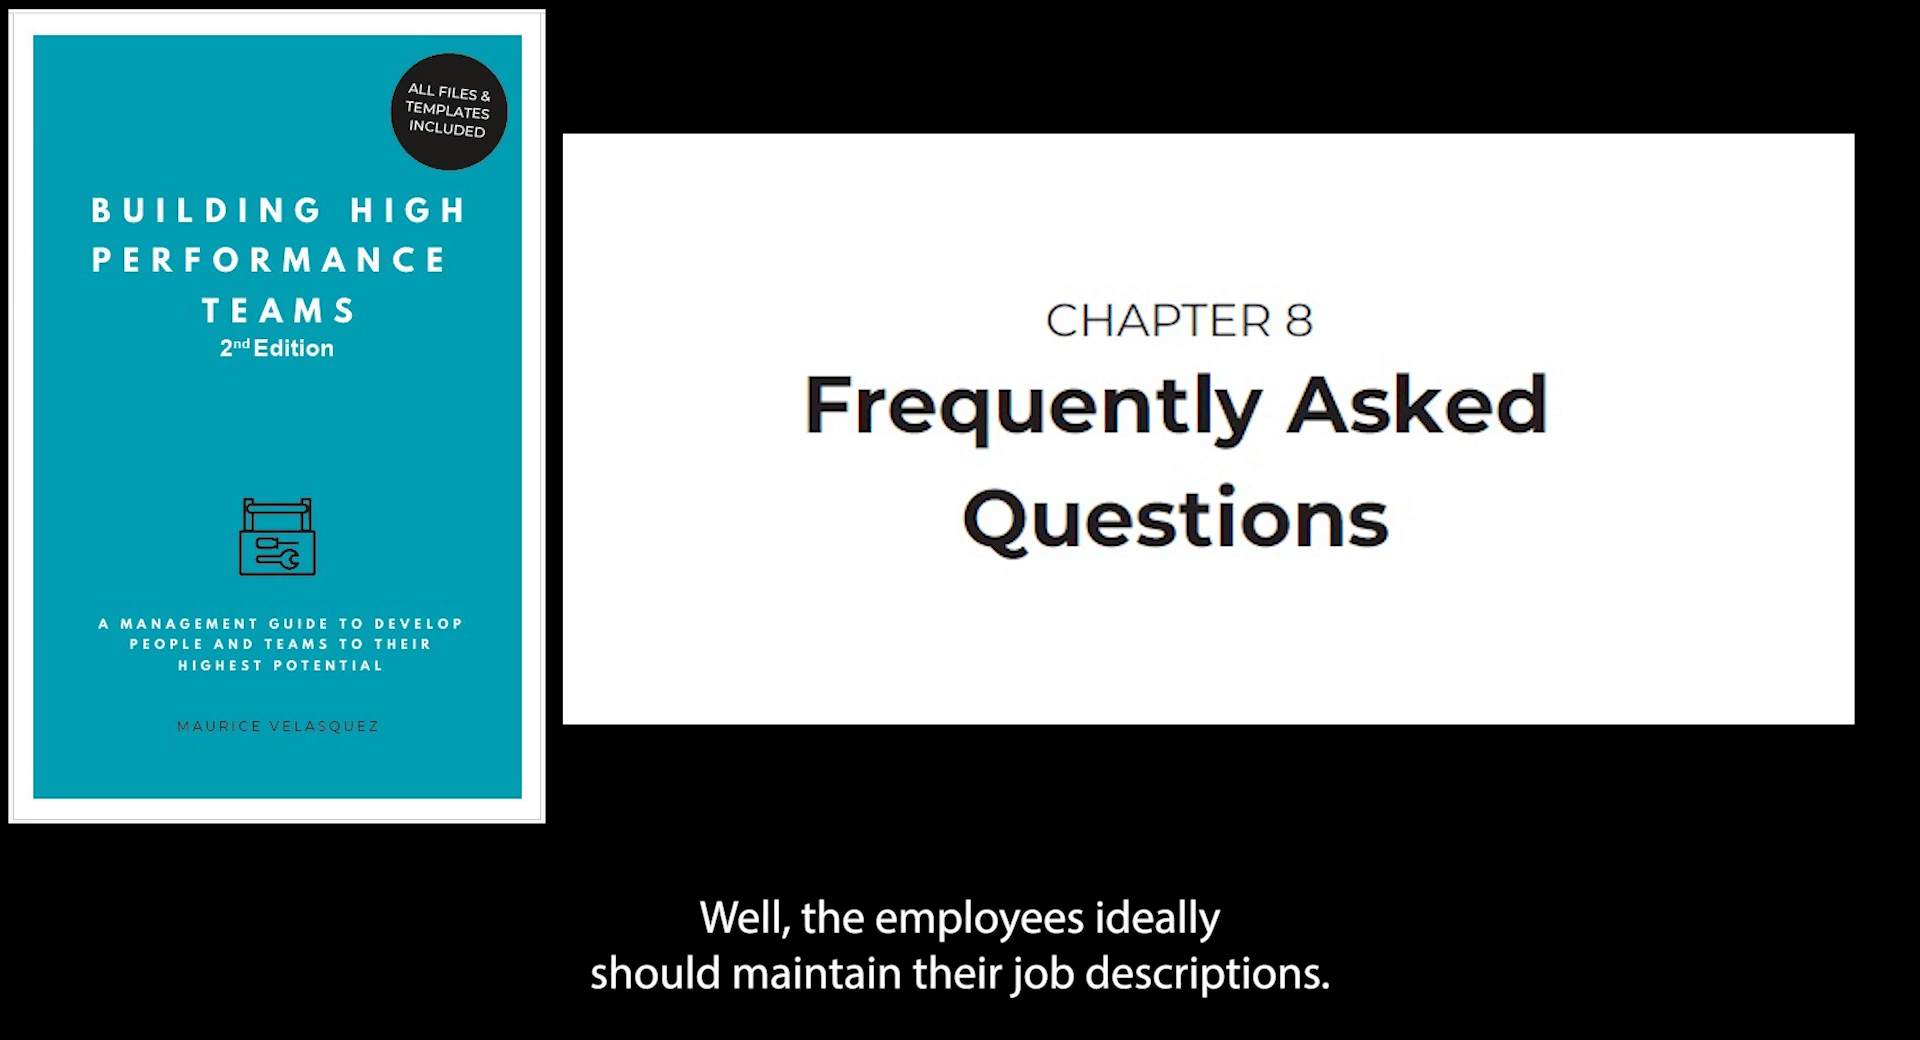 ALL FILES &
TEMPLATES
INCLUDED
BUILDING HIGH
PERFORMANCE
TEAMS
2nd Edition
A MANAGEMENT GUIDE TO DEVELOP
PEOPLE AND TEAMS TO THEIR
HIGHEST POTENTIAL
MAURICE VELASQUEZ
CHAPTER 8
Frequently Asked
Questions
Well, the employees ideally
should maintain their job descriptions.